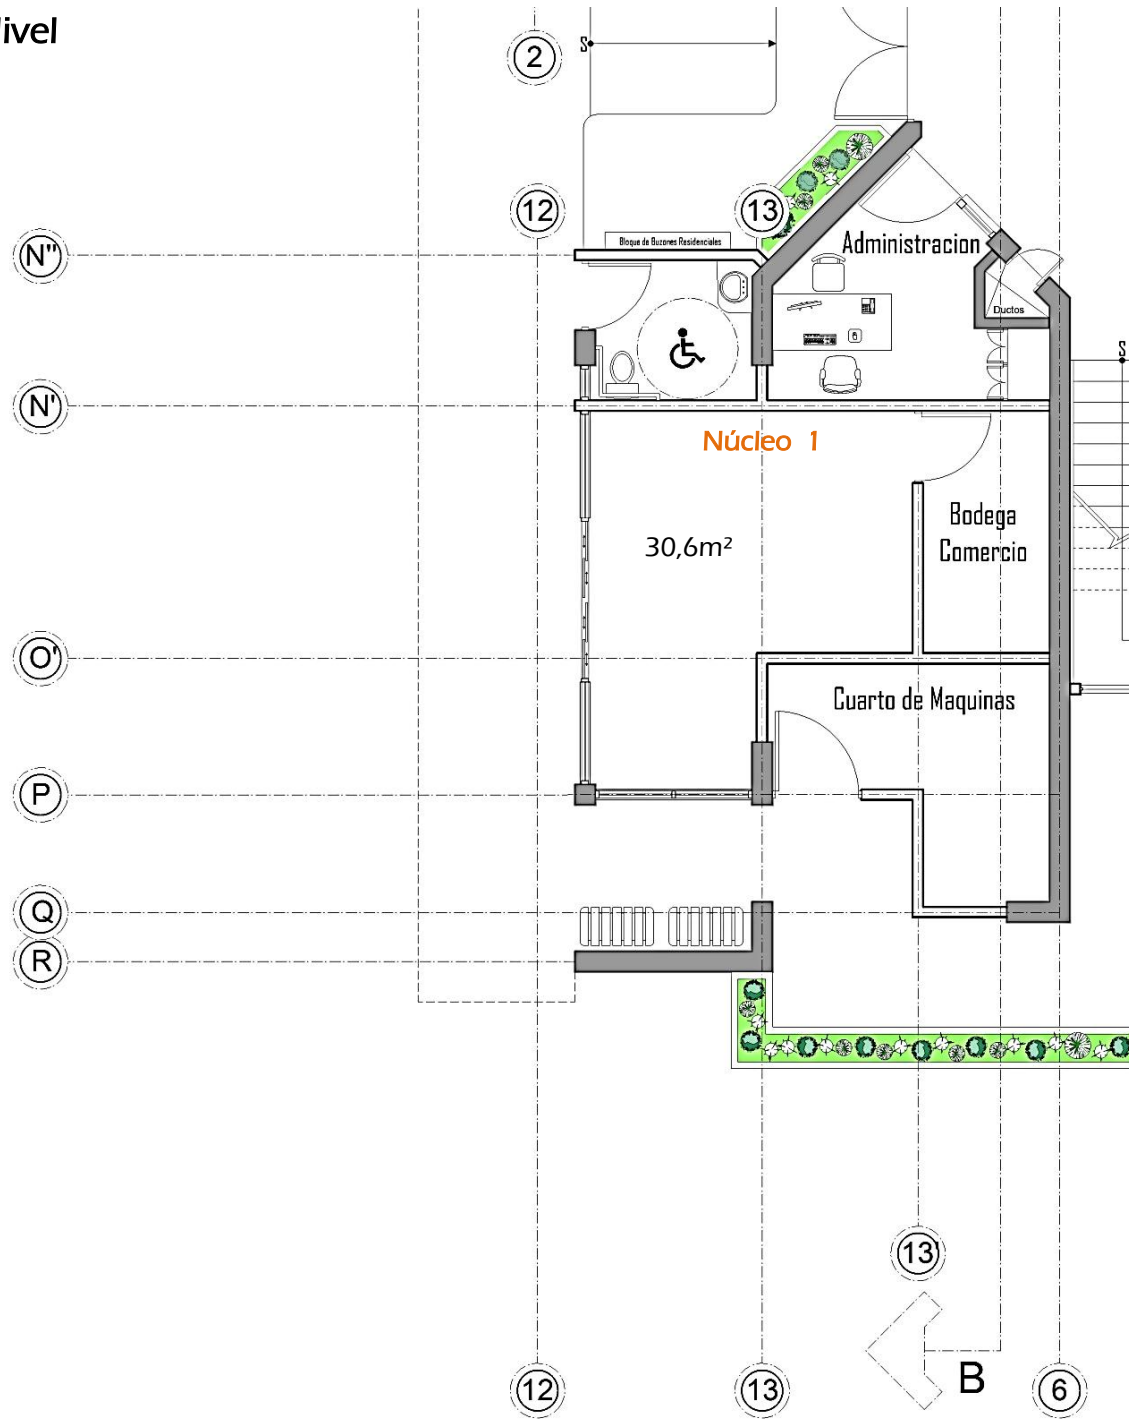 ivel
2
S
12
13
N"
Bloque de Buzones Residenciales
Administracion
Ductos
S
N'
Núcleo 1
Bodega
Comercio
30,6m²
O'
Cuarto de Maquinas
P
Q
R
13'
B
12
13
6